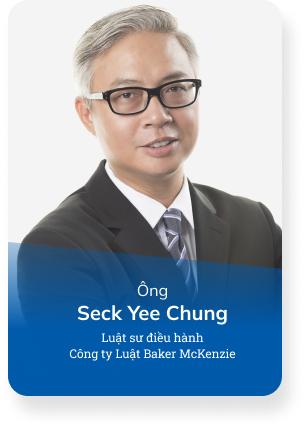 Ông
Seck Yee Chung
Luật sư điều hành
Công ty Luật Baker McKenzie